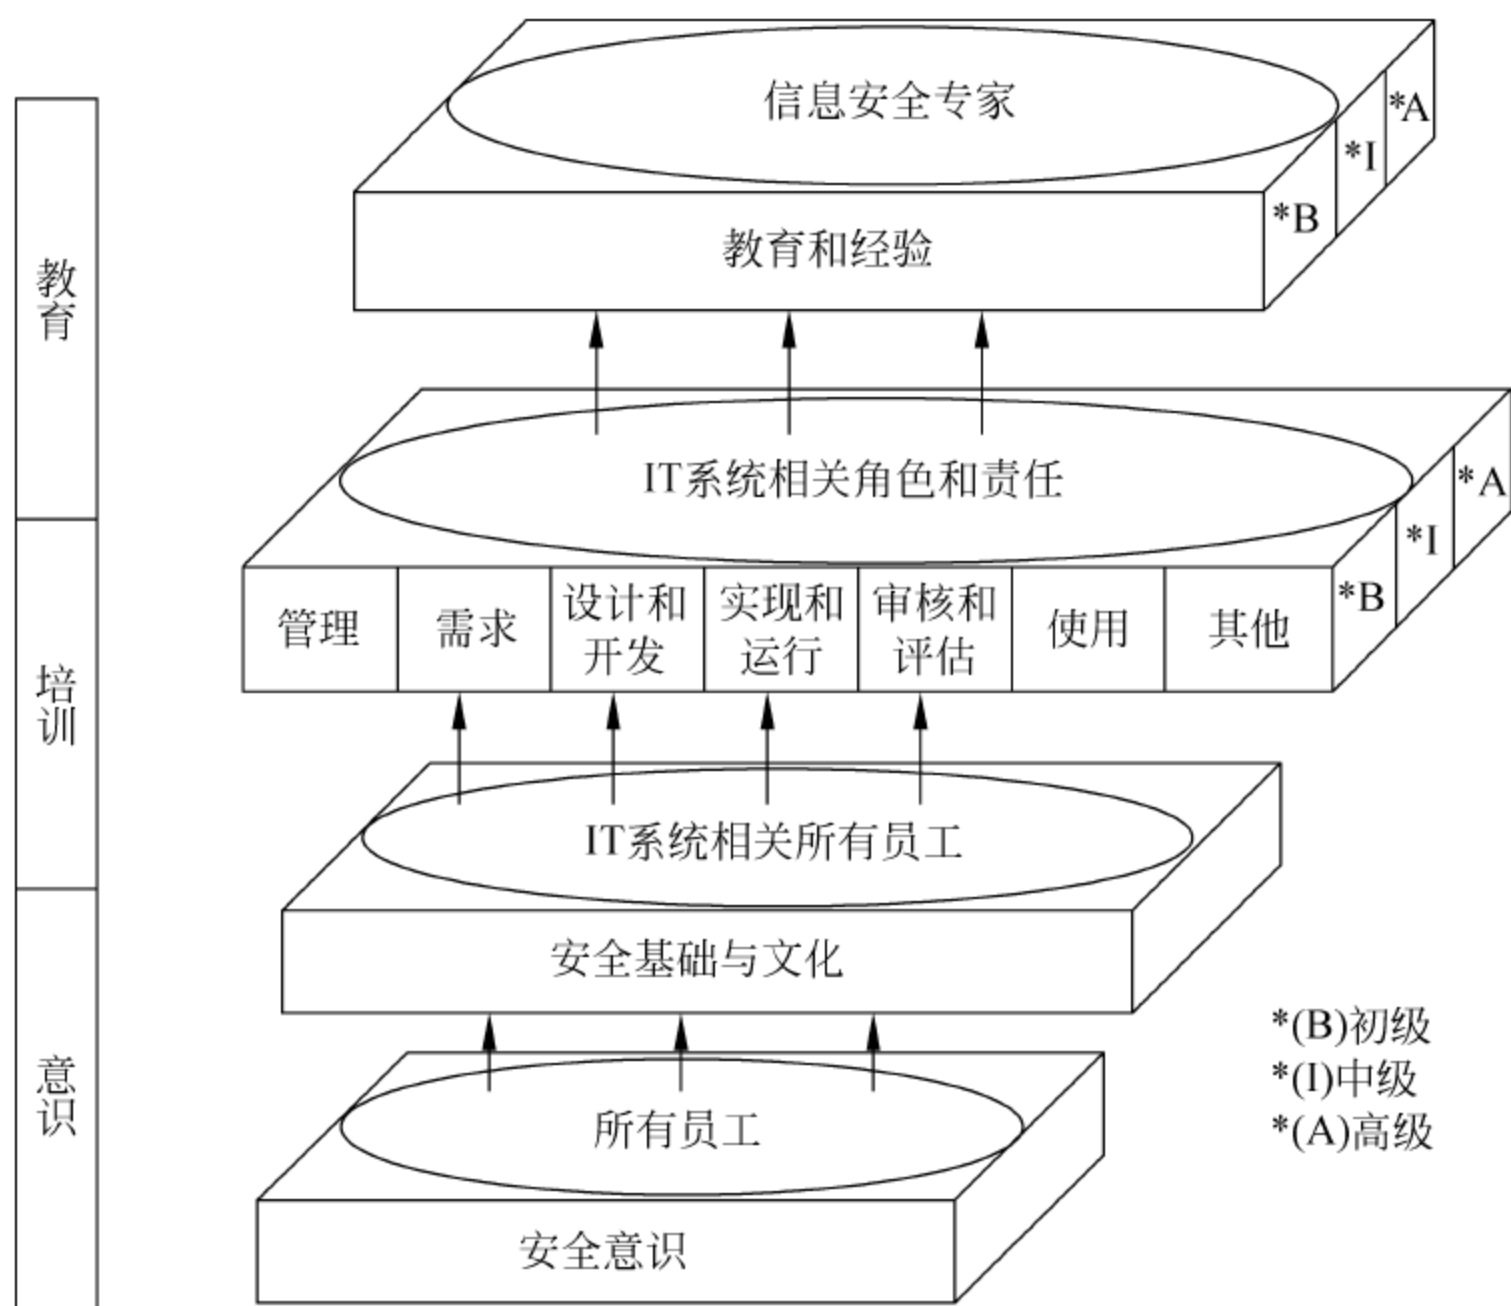 信息安全专家
*A
*I
*B
教育和经验
教育
IT系统相关角色和责任
*A
*I
*B
管理
需求
设计和
开发
实现和
运行
审核和
评估
使用
其他
培训
IT系统相关所有员工
安全基础与文化
意识
所有员工
安全意识
*(B)初级
*(I)中级
*(A)高级